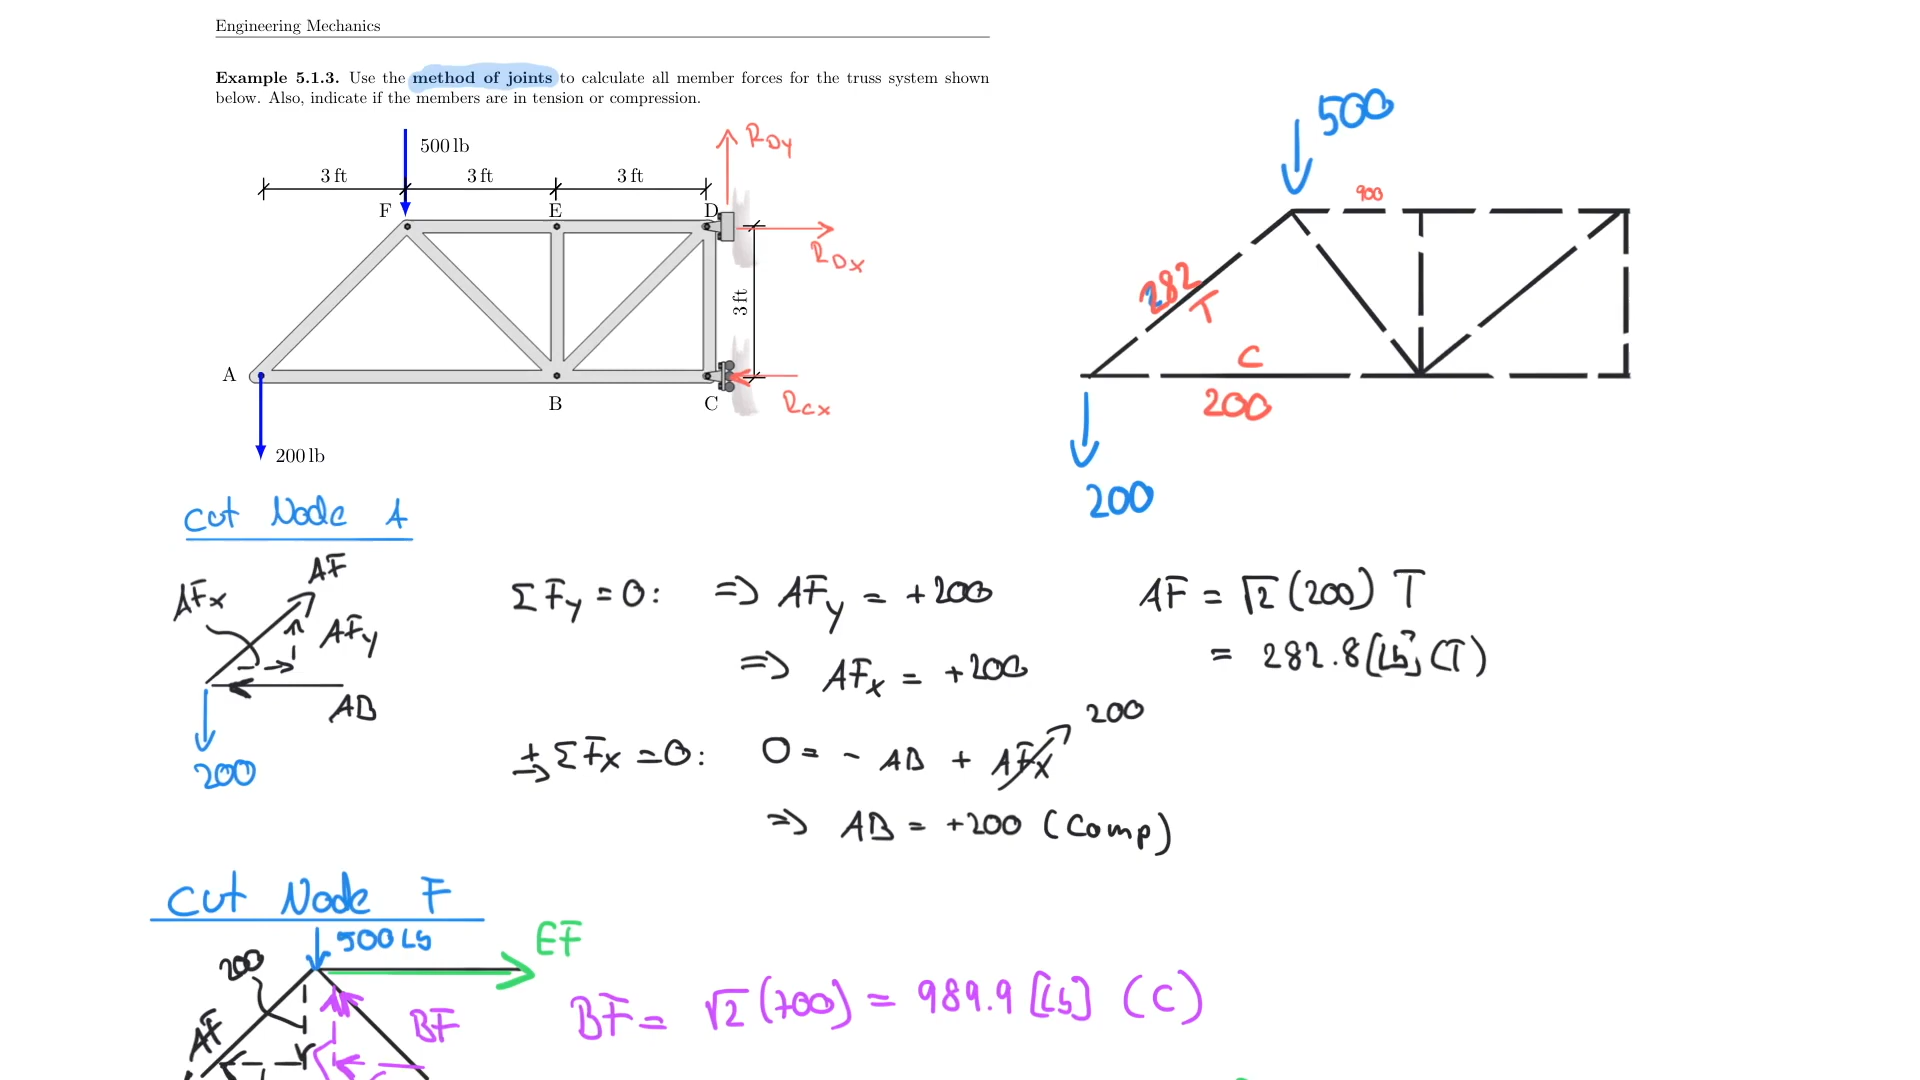 Engineering Mechanics
Example 5.1.3. Use the method of joints to calculate all member forces for the truss system shown
below. Also, indicate if the members are in tension or compression.
500 lb
3 ft 3 ft 3 ft
F E D
3 ft
A
B C
200 lb
R_Dy
R_Dx
R_Cx
500
900
282
T
C
200
200
Cut Node A
AF
AFx
AFy
AB
200
ΣFy = 0: ⇒ AFy = +200
⇒ AFx = +200
AF = √2 (200) T
= 282.8 [Lb] (T)
+→ ΣFx = 0: 0 = - AB + AFx 200
⇒ AB = +200 (Comp)
Cut Node F
500 Lb
EF
200
AF
BF
BF = √2 (700) = 989.9 [Lb] (C)